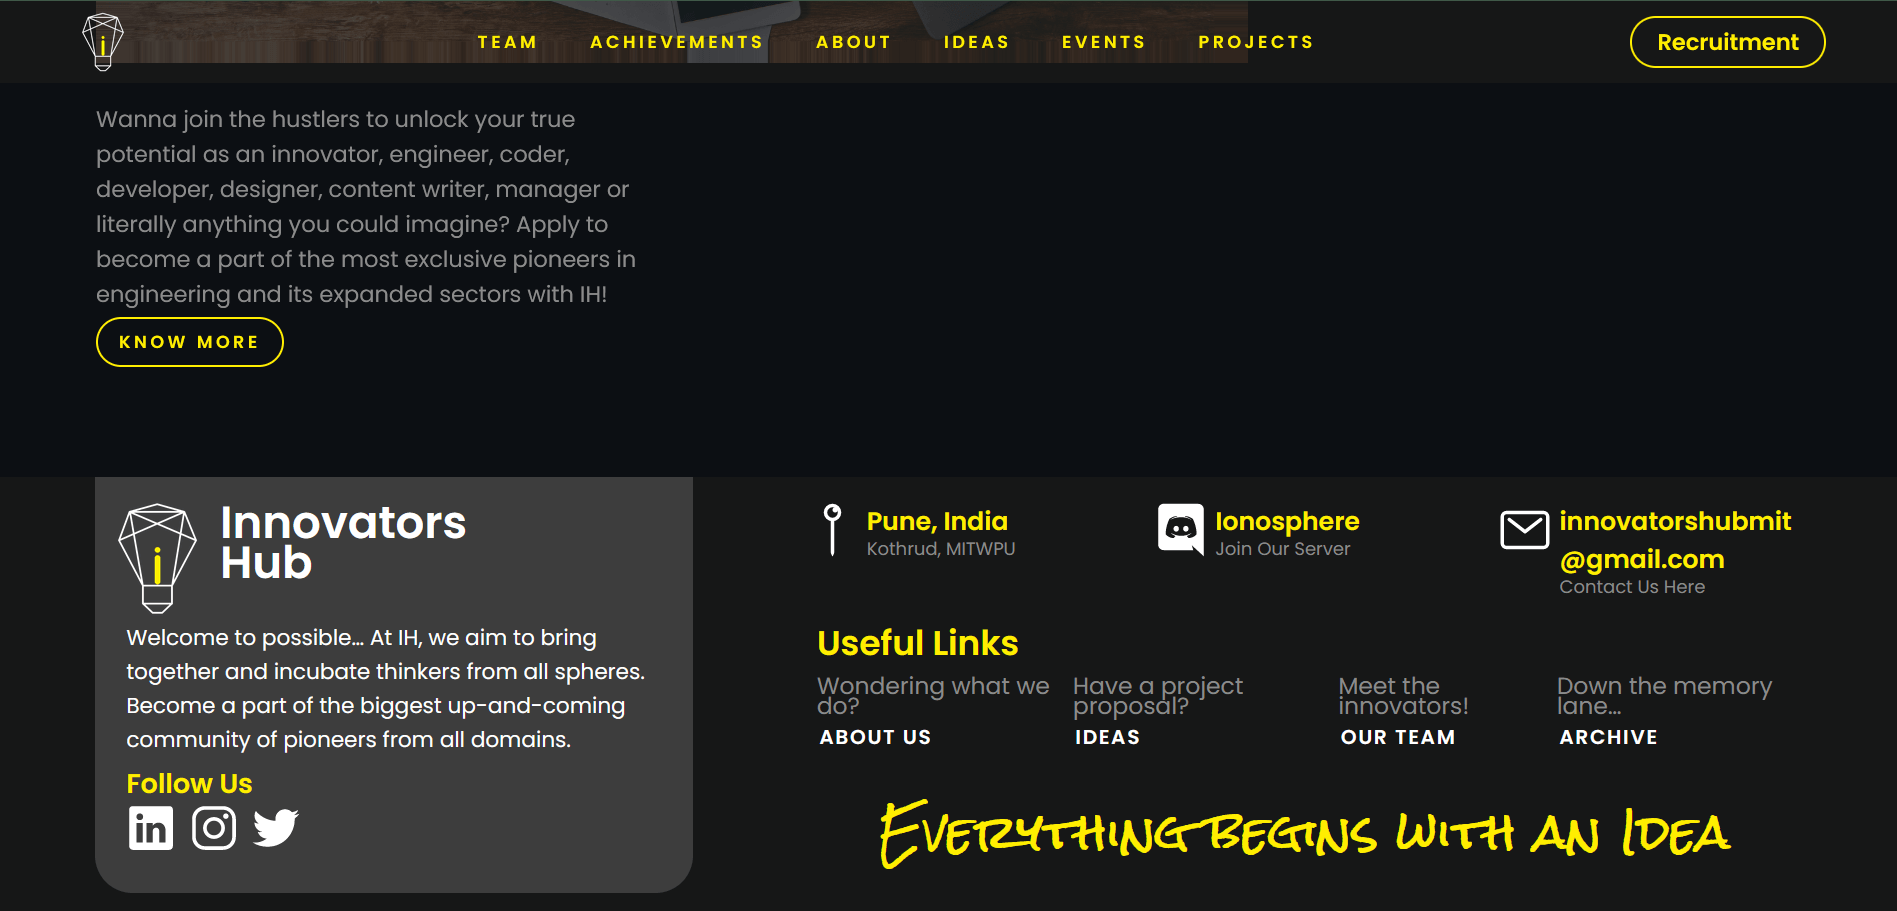 i
TEAM ACHIEVEMENTS ABOUT IDEAS EVENTS PROJECTS
Recruitment
Wanna join the hustlers to unlock your true
potential as an innovator, engineer, coder,
developer, designer, content writer, manager or
literally anything you could imagine? Apply to
become a part of the most exclusive pioneers in
engineering and its expanded sectors with IH!
KNOW MORE
i
Innovators
Hub
Welcome to possible... At IH, we aim to bring
together and incubate thinkers from all spheres.
Become a part of the biggest up-and-coming
community of pioneers from all domains.
Follow Us
in
Pune, India
Kothrud, MITWPU
Ionosphere
Join Our Server
innovatorshubmit
@gmail.com
Contact Us Here
Useful Links
Wondering what we
do?
ABOUT US
Have a project
proposal?
IDEAS
Meet the
innovators!
OUR TEAM
Down the memory
lane...
ARCHIVE
Everything begins with an Idea